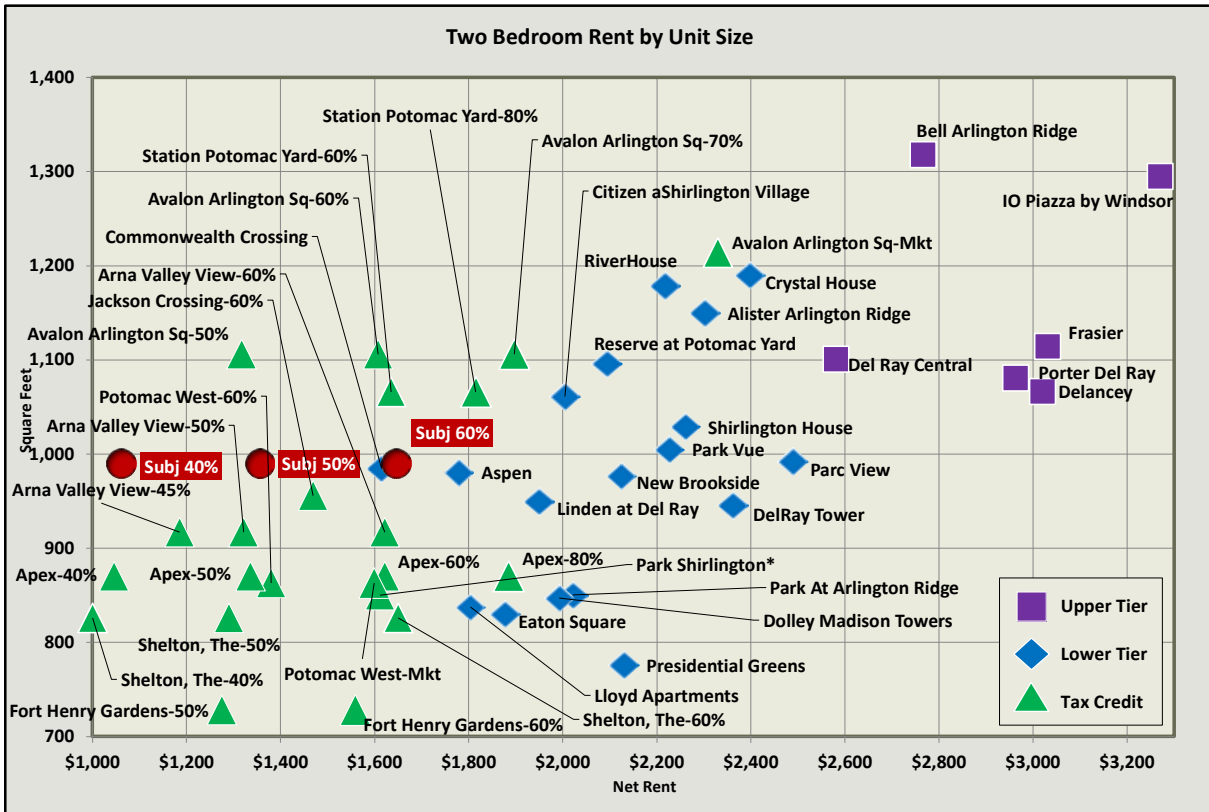 Two Bedroom Rent by Unit Size
1,400
1,300
1,200
1,100
1,000
900
800
700
Square Feet
Station Potomac Yard-80%
Bell Arlington Ridge
Avalon Arlington Sq-70%
Station Potomac Yard-60%
Citizen aShirlington Village
Avalon Arlington Sq-60%
IO Piazza by Windsor
Commonwealth Crossing
Avalon Arlington Sq-Mkt
Arna Valley View-60%
RiverHouse
Crystal House
Jackson Crossing-60%
Alister Arlington Ridge
Avalon Arlington Sq-50%
Frasier
Reserve at Potomac Yard
Del Ray Central
Porter Del Ray
Potomac West-60%
Delancey
Arna Valley View-50%
Subj 60%
Shirlington House
Subj 40%
Subj 50%
Park Vue
Aspen
Parc View
Arna Valley View-45%
New Brookside
Linden at Del Ray
DelRay Tower
Apex-40%
Apex-50%
Apex-60%
Apex-80%
Park Shirlington*
Park At Arlington Ridge
Eaton Square
Dolley Madison Towers
Shelton, The-50%
Potomac West-Mkt
Presidential Greens
Shelton, The-40%
Lloyd Apartments
Fort Henry Gardens-50%
Shelton, The-60%
Fort Henry Gardens-60%
Upper Tier
Lower Tier
Tax Credit
$1,000 $1,200 $1,400 $1,600 $1,800 $2,000 $2,200 $2,400 $2,600 $2,800 $3,000 $3,200
Net Rent